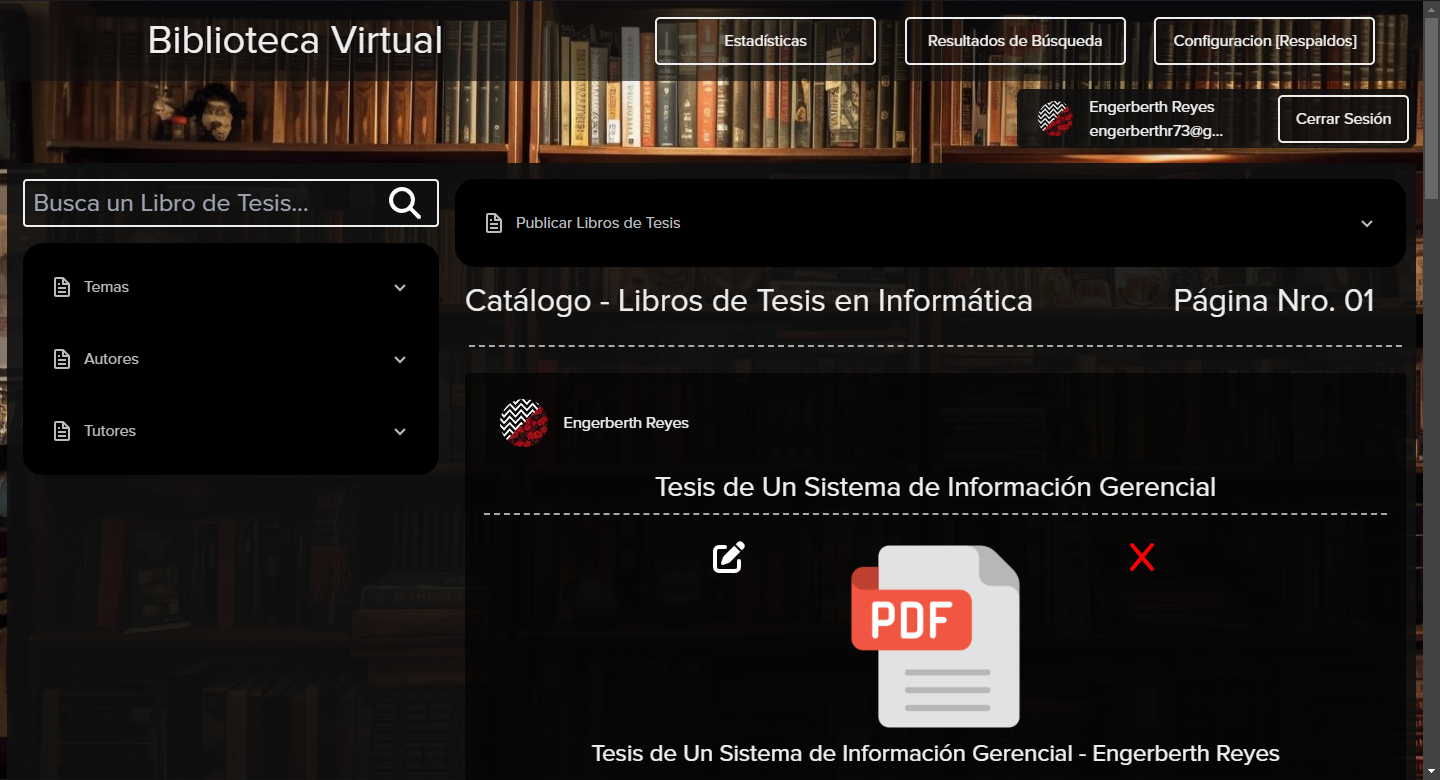 Biblioteca Virtual
Estadísticas
Resultados de Búsqueda
Configuracion [Respaldos]
Engerberth Reyes
engerberthr73@g...
Cerrar Sesión
Busca un Libro de Tesis...
Publicar Libros de Tesis
Temas
Autores
Tutores
Catálogo - Libros de Tesis en Informática
Página Nro. 01
Engerberth Reyes
Tesis de Un Sistema de Información Gerencial
PDF
Tesis de Un Sistema de Información Gerencial - Engerberth Reyes